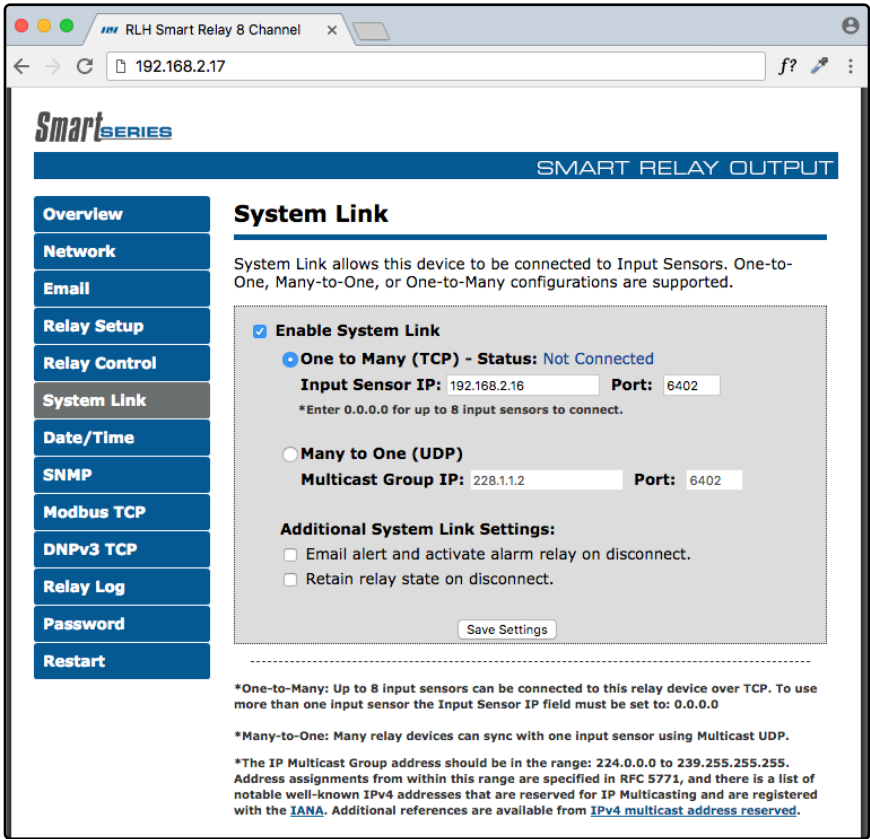 RLH Smart Relay 8 Channel
192.168.2.17
f?
Smart SERIES
SMART RELAY OUTPUT
Overview
Network
Email
Relay Setup
Relay Control
System Link
Date/Time
SNMP
Modbus TCP
DNPv3 TCP
Relay Log
Password
Restart
System Link
System Link allows this device to be connected to Input Sensors. One-to-
One, Many-to-One, or One-to-Many configurations are supported.
Enable System Link
One to Many (TCP) - Status: Not Connected
Input Sensor IP: 192.168.2.16 Port: 6402
*Enter 0.0.0.0 for up to 8 input sensors to connect.
Many to One (UDP)
Multicast Group IP: 228.1.1.2 Port: 6402
Additional System Link Settings:
Email alert and activate alarm relay on disconnect.
Retain relay state on disconnect.
Save Settings
*One-to-Many: Up to 8 input sensors can be connected to this relay device over TCP. To use
more than one input sensor the Input Sensor IP field must be set to: 0.0.0.0
*Many-to-One: Many relay devices can sync with one input sensor using Multicast UDP.
*The IP Multicast Group address should be in the range: 224.0.0.0 to 239.255.255.255.
Address assignments from within this range are specified in RFC 5771, and there is a list of
notable well-known IPv4 addresses that are reserved for IP Multicasting and are registered
with the IANA. Additional references are available from IPv4 multicast address reserved.